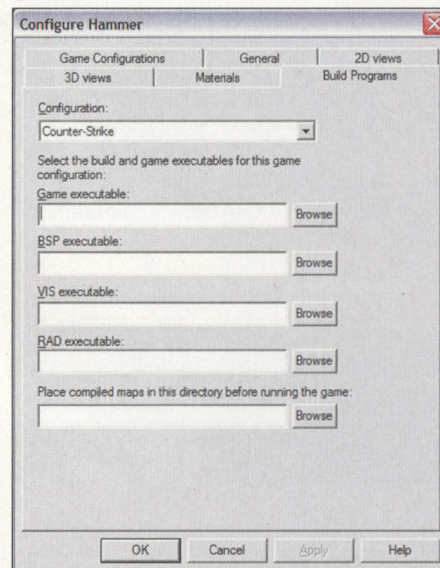 Configure Hammer
Game Configurations
General
2D views
3D views
Materials
Build Programs
Configuration:
Counter-Strike
Select the build and game executables for this game
configuration:
Game executable:
Browse
BSP executable:
Browse
VIS executable:
Browse
RAD executable:
Browse
Place compiled maps in this directory before running the game:
Browse
OK
Cancel
Apply
Help